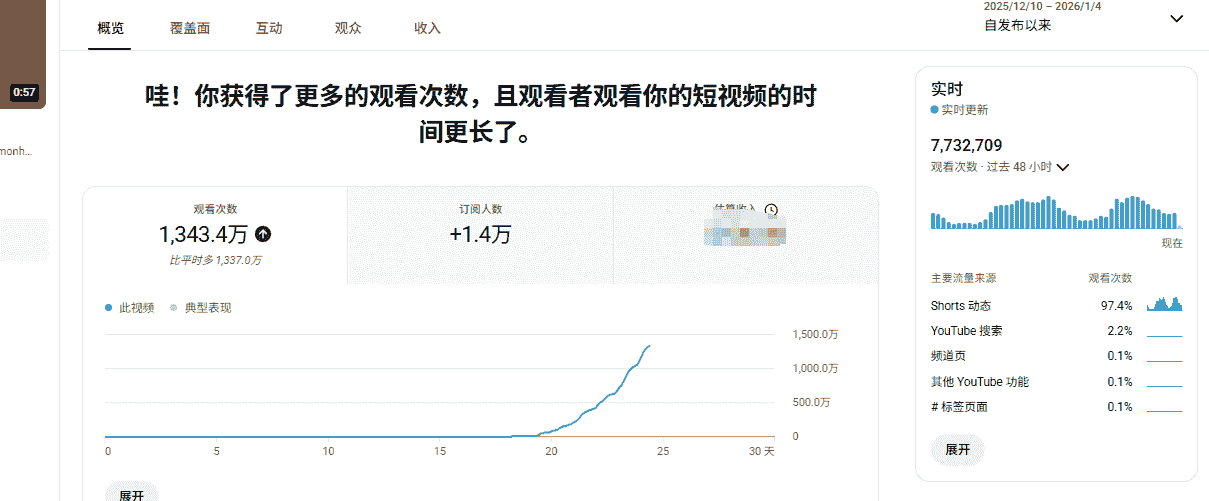 2025/12/10 – 2026/1/4
概览
覆盖面
互动
观众
收入
自发布以来
0:57
monh...
哇！你获得了更多的观看次数，且观看者观看你的短视频的时
间更长了。
观看次数
1,343.4万
比平时多 1,337.0万
订阅人数
+1.4万
估算收入
此视频
典型表现
1,500.0万
1,000.0万
500.0万
0
0
5
10
15
20
25
30 天
展开
实时
实时更新
7,732,709
观看次数 · 过去 48 小时
现在
主要流量来源
观看次数
Shorts 动态
97.4%
YouTube 搜索
2.2%
频道页
0.1%
其他 YouTube 功能
0.1%
# 标签页面
0.1%
展开